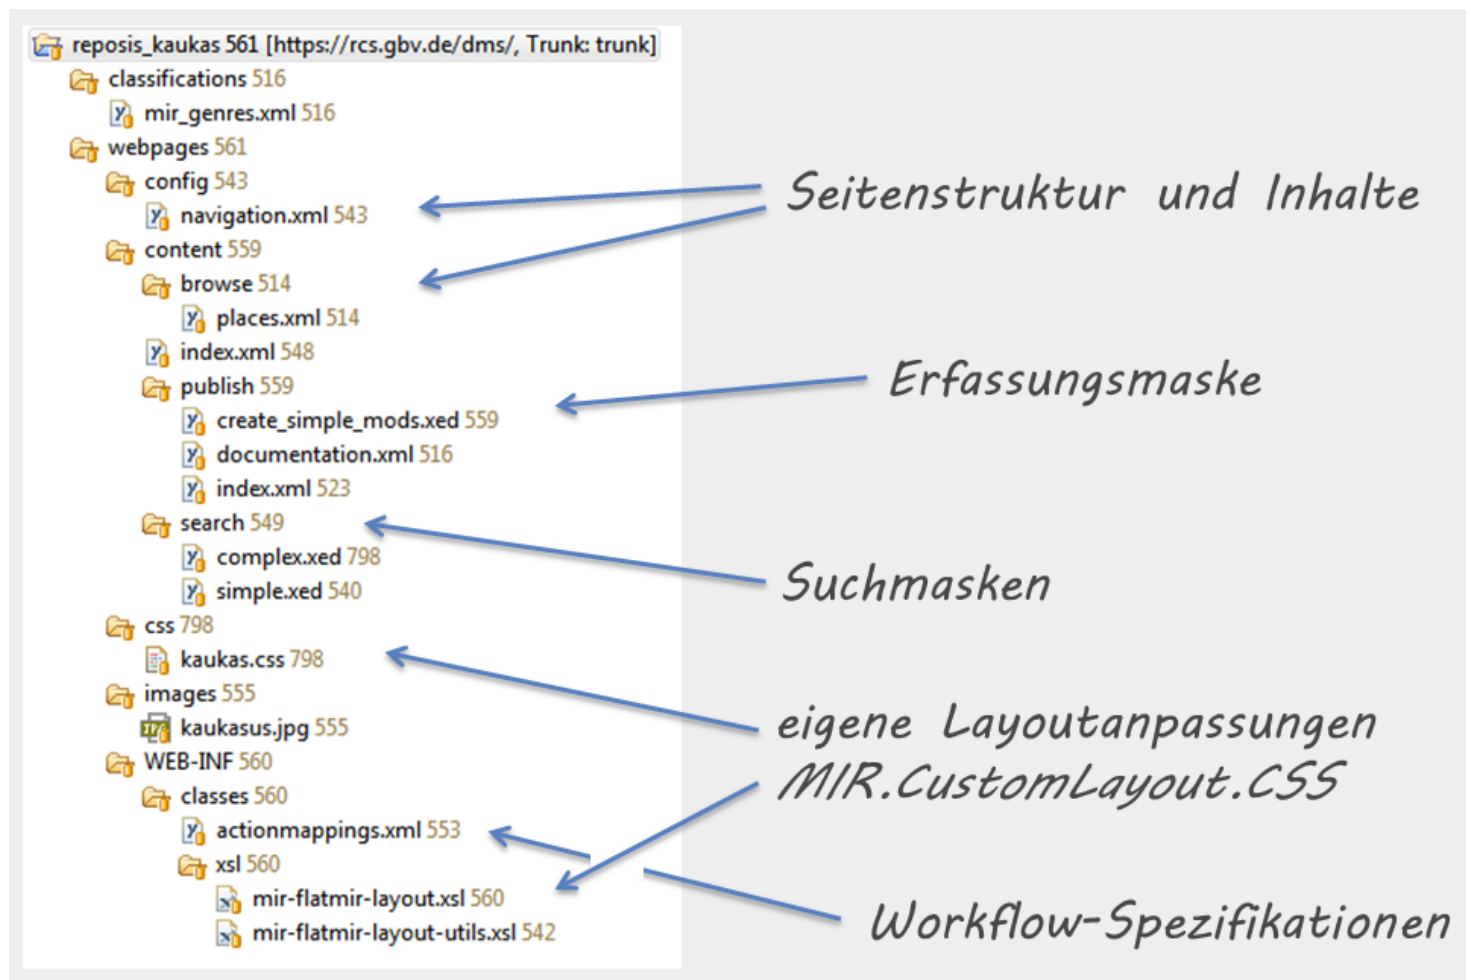 reposis_kaukas 561 [https://rcs.gbv.de/dms/, Trunk: trunk]
classifications 516
mir_genres.xml 516
webpages 561
config 543
navigation.xml 543
content 559
browse 514
places.xml 514
index.xml 548
publish 559
create_simple_mods.xed 559
documentation.xml 516
index.xml 523
search 549
complex.xed 798
simple.xed 540
css 798
kaukas.css 798
images 555
kaukasus.jpg 555
WEB-INF 560
classes 560
actionmappings.xml 553
xsl 560
mir-flatmir-layout.xsl 560
mir-flatmir-layout-utils.xsl 542
Seitenstruktur und Inhalte
Erfassungsmaske
Suchmasken
eigene Layoutanpassungen
MIR.CustomLayout.CSS
Workflow-Spezifikationen